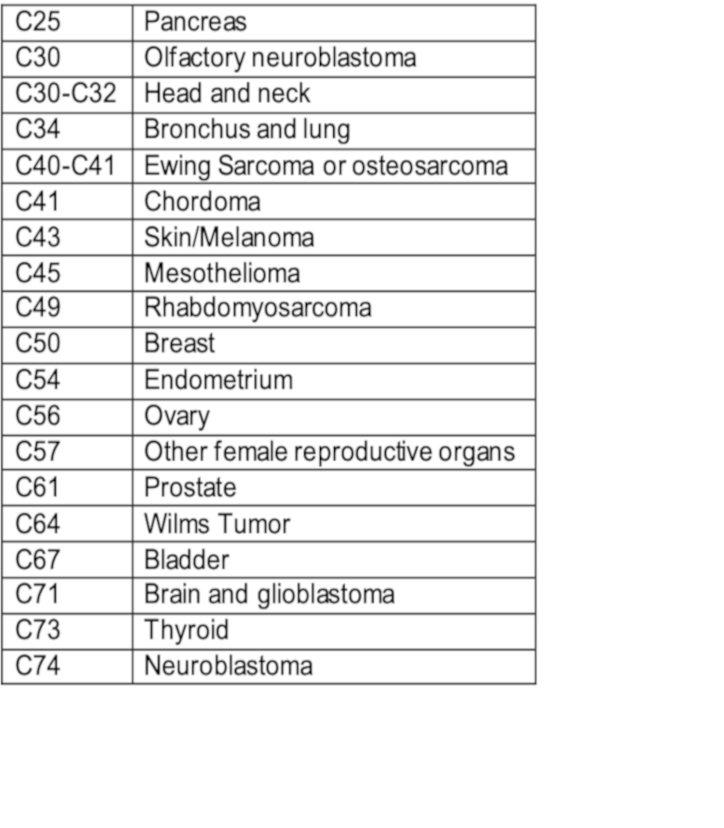 C25 Pancreas
C30 Olfactory neuroblastoma
C30-C32 Head and neck
C34 Bronchus and lung
C40-C41 Ewing Sarcoma or osteosarcoma
C41 Chordoma
C43 Skin/Melanoma
C45 Mesothelioma
C49 Rhabdomyosarcoma
C50 Breast
C54 Endometrium
C56 Ovary
C57 Other female reproductive organs
C61 Prostate
C64 Wilms Tumor
C67 Bladder
C71 Brain and glioblastoma
C73 Thyroid
C74 Neuroblastoma